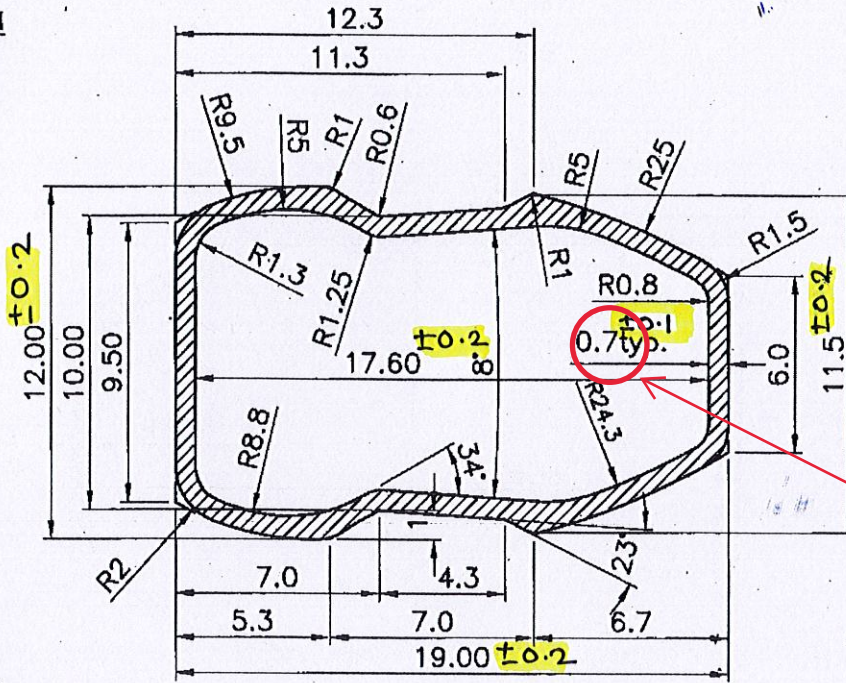 12.3
11.3
R9.5
R5
R1
R0.6
R5
R25
R1.5
R1.3
R1.25
R1
R0.8
±0.1
0.7typ.
±0.2
17.60
12.00 ±0.2
10.00
9.50
6.0
11.5 ±0.2
R8.8
34°
R24.3
1
23°
R2
7.0
4.3
5.3
7.0
6.7
19.00 ±0.2